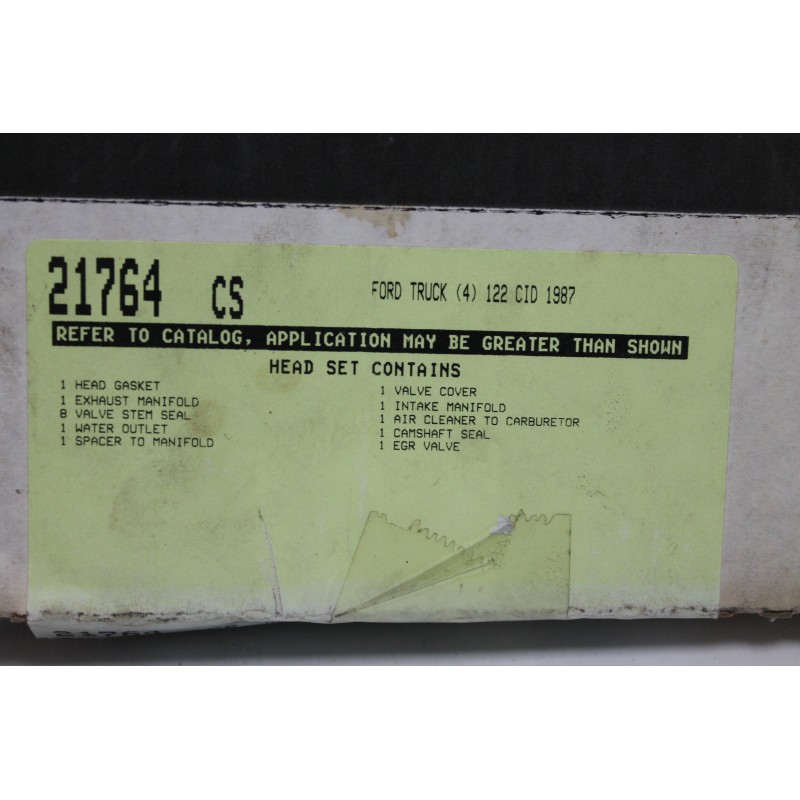 21764 CS FORD TRUCK (4) 122 CID 1987
REFER TO CATALOG, APPLICATION MAY BE GREATER THAN SHOWN
HEAD SET CONTAINS
1 HEAD GASKET
1 EXHAUST MANIFOLD
8 VALVE STEM SEAL
1 WATER OUTLET
1 SPACER TO MANIFOLD
1 VALVE COVER
1 INTAKE MANIFOLD
1 AIR CLEANER TO CARBURETOR
1 CAMSHAFT SEAL
1 EGR VALVE
21764